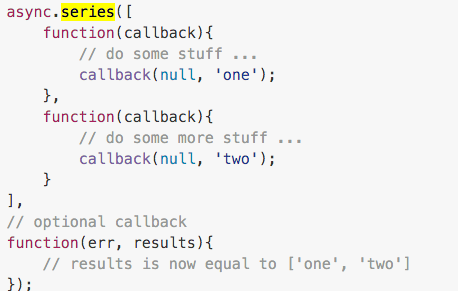 async.series([
    function(callback){
        // do some stuff ...
        callback(null, 'one');
    },
    function(callback){
        // do some more stuff ...
        callback(null, 'two');
    }
],
// optional callback
function(err, results){
    // results is now equal to ['one', 'two']
});